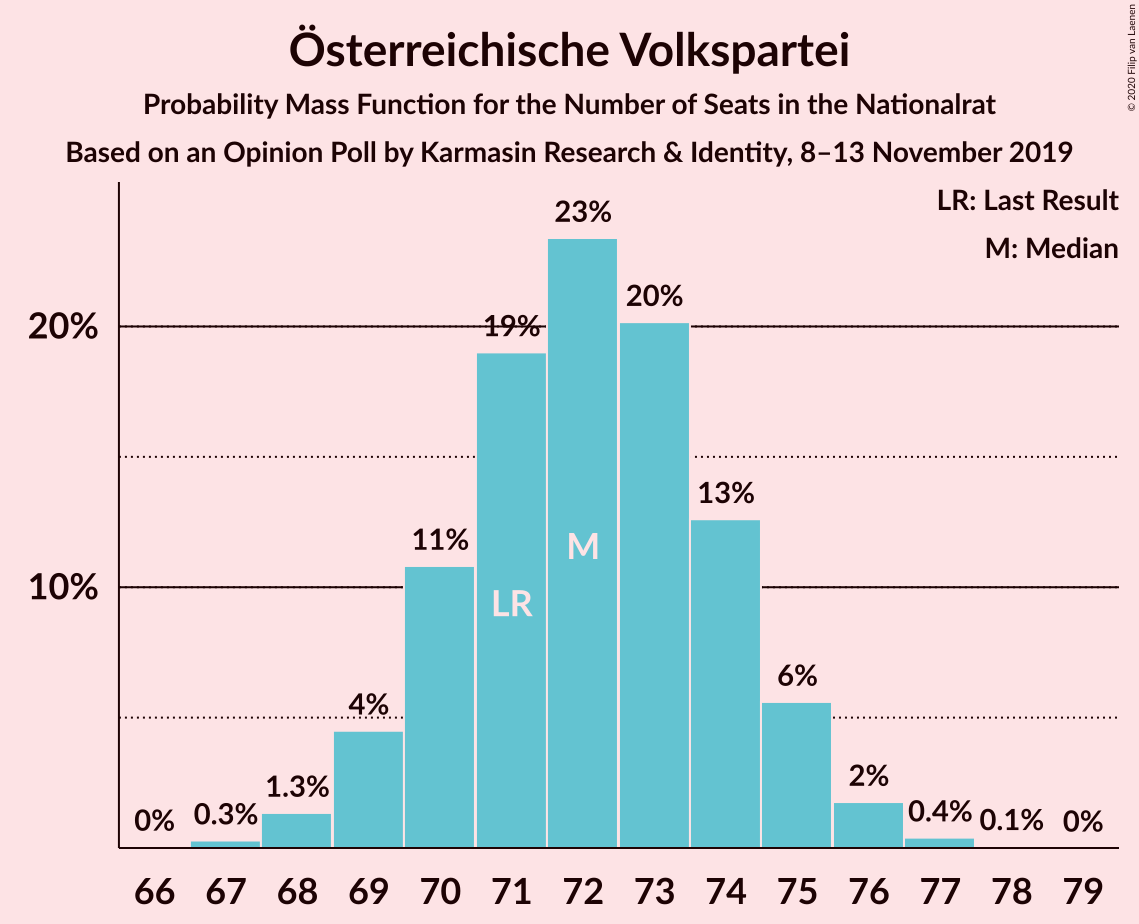 Österreichische Volkspartei
Probability Mass Function for the Number of Seats in the Nationalrat
Based on an Opinion Poll by Karmasin Research & Identity, 8–13 November 2019
© 2020 Filip van Laenen
LR: Last Result
M: Median
20%
10%
0%
0.3%
1.3%
4%
11%
19%
23%
20%
13%
6%
2%
0.4%
0.1%
0%
LR
M
66 67 68 69 70 71 72 73 74 75 76 77 78 79